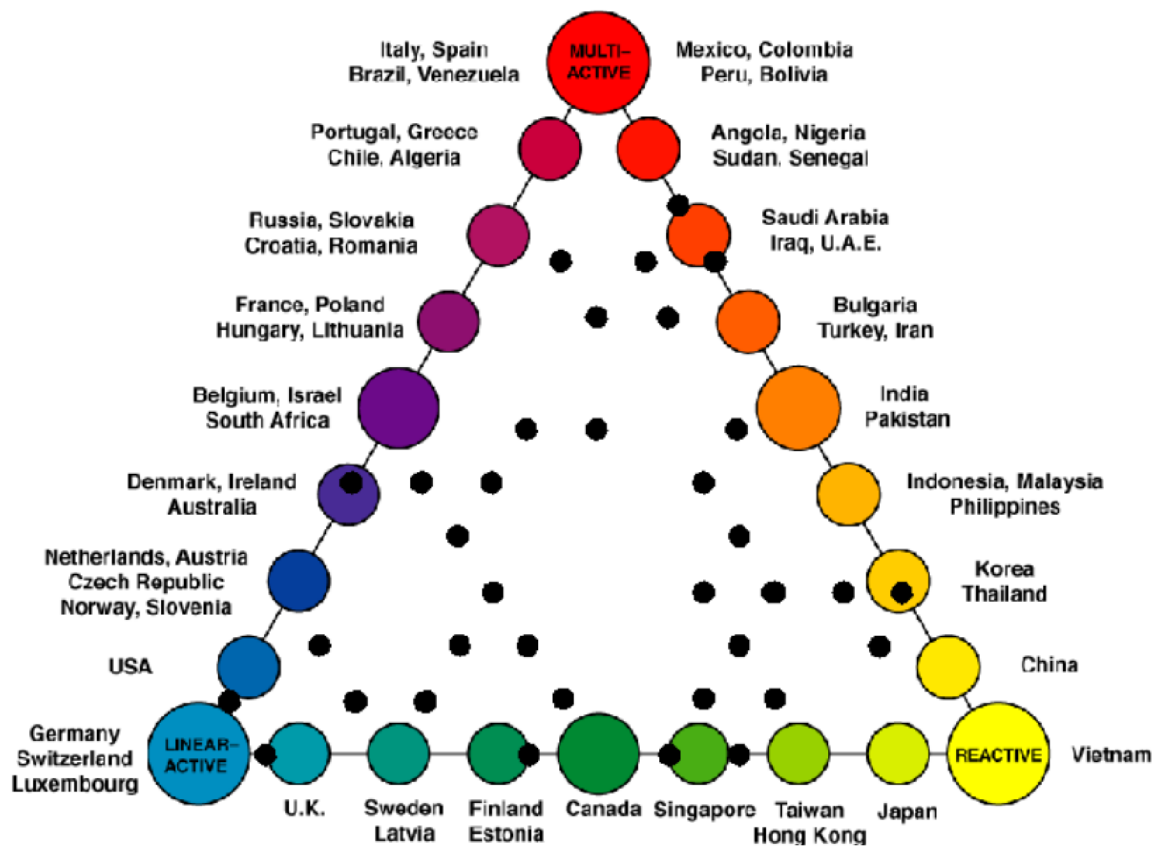 Italy, Spain
Brazil, Venezuela
MULTI-
ACTIVE
Mexico, Colombia
Peru, Bolivia
Portugal, Greece
Chile, Algeria
Angola, Nigeria
Sudan. Senegal
Russia, Slovakia
Croatia, Romania
Saudi Arabia
Iraq, U.A.E.
France, Poland
Hungary, Lithuania
Bulgaria
Turkey, Iran
Belgium, Israel
South Africa
India
Pakistan
Denmark, Ireland
Australia
Indonesia, Malaysia
Philippines
Netherlands, Austria
Czech Republic
Norway, Slovenia
Korea
Thailand
USA
China
Germany
Switzerland
Luxembourg
LINEAR-
ACTIVE
REACTIVE
Vietnam
U.K.
Sweden
Latvia
Finland
Estonia
Canada
Singapore
Taiwan
Hong Kong
Japan